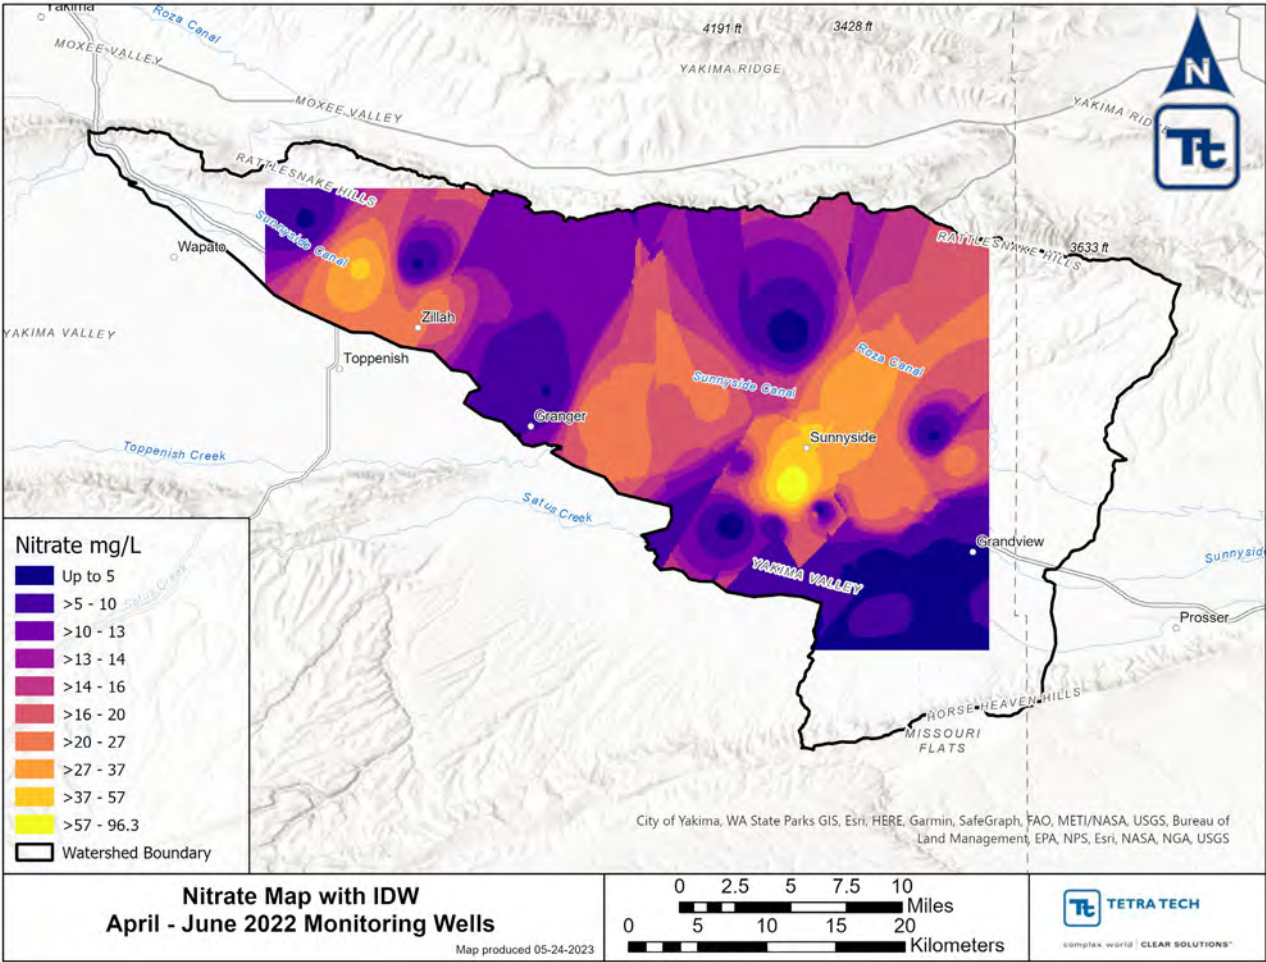 Yakima
Roza Canal
4191 ft
3428 ft
MOXEE VALLEY
YAKIMA RIDGE
N
MOXEE VALLEY
YAKIMA RIDGE
Tt
RATTLESNAKE HILLS
Sunnyside Canal
Wapato
RATTLESNAKE HILLS
3633 ft
Zillah
YAKIMA VALLEY
Toppenish
Roza Canal
Sunnyside Canal
Granger
Sunnyside
Toppenish Creek
Satus Creek
Grandview
YAKIMA VALLEY
Sunnyside
Prosser
HORSE HEAVEN HILLS
MISSOURI
FLATS
Nitrate mg/L
Up to 5
>5 - 10
Satus Creek
>10 - 13
>13 - 14
>14 - 16
>16 - 20
>20 - 27
>27 - 37
>37 - 57
>57 - 96.3
Watershed Boundary
City of Yakima, WA State Parks GIS, Esri, HERE, Garmin, SafeGraph, FAO, METI/NASA, USGS, Bureau of
Land Management, EPA, NPS, Esri, NASA, NGA, USGS
Nitrate Map with IDW
April - June 2022 Monitoring Wells
Map produced 05-24-2023
0 2.5 5 7.5 10
Miles
0 5 10 15 20
Kilometers
Tt TETRA TECH
complex world | CLEAR SOLUTIONS™